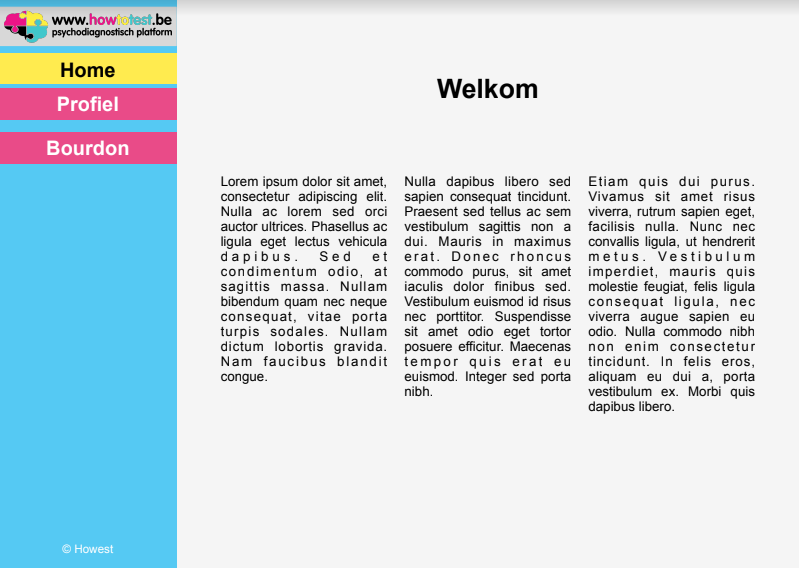 www.howtotest.be
psychodiagnostisch platform
Home
Profiel
Bourdon
© Howest
Welkom
Lorem ipsum dolor sit amet,
consectetur adipiscing elit.
Nulla ac lorem sed orci
auctor ultrices. Phasellus ac
ligula eget lectus vehicula
dapibus. Sed et
condimentum odio, at
sagittis massa. Nullam
bibendum quam nec neque
consequat, vitae porta
turpis sodales. Nullam
dictum lobortis gravida.
Nam faucibus blandit
congue.
Nulla dapibus libero sed
sapien consequat tincidunt.
Praesent sed tellus ac sem
vestibulum sagittis non a
dui. Mauris in maximus
erat. Donec rhoncus
commodo purus, sit amet
iaculis dolor finibus sed.
Vestibulum euismod id risus
nec porttitor. Suspendisse
sit amet odio eget tortor
posuere efficitur. Maecenas
tempor quis erat eu
euismod. Integer sed porta
nibh.
Etiam quis dui purus.
Vivamus sit amet risus
viverra, rutrum sapien eget,
facilisis nulla. Nunc nec
convallis ligula, ut hendrerit
metus. Vestibulum
imperdiet, mauris quis
molestie feugiat, felis ligula
consequat ligula, nec
viverra augue sapien eu
odio. Nulla commodo nibh
non enim consectetur
tincidunt. In felis eros,
aliquam eu dui a, porta
vestibulum ex. Morbi quis
dapibus libero.